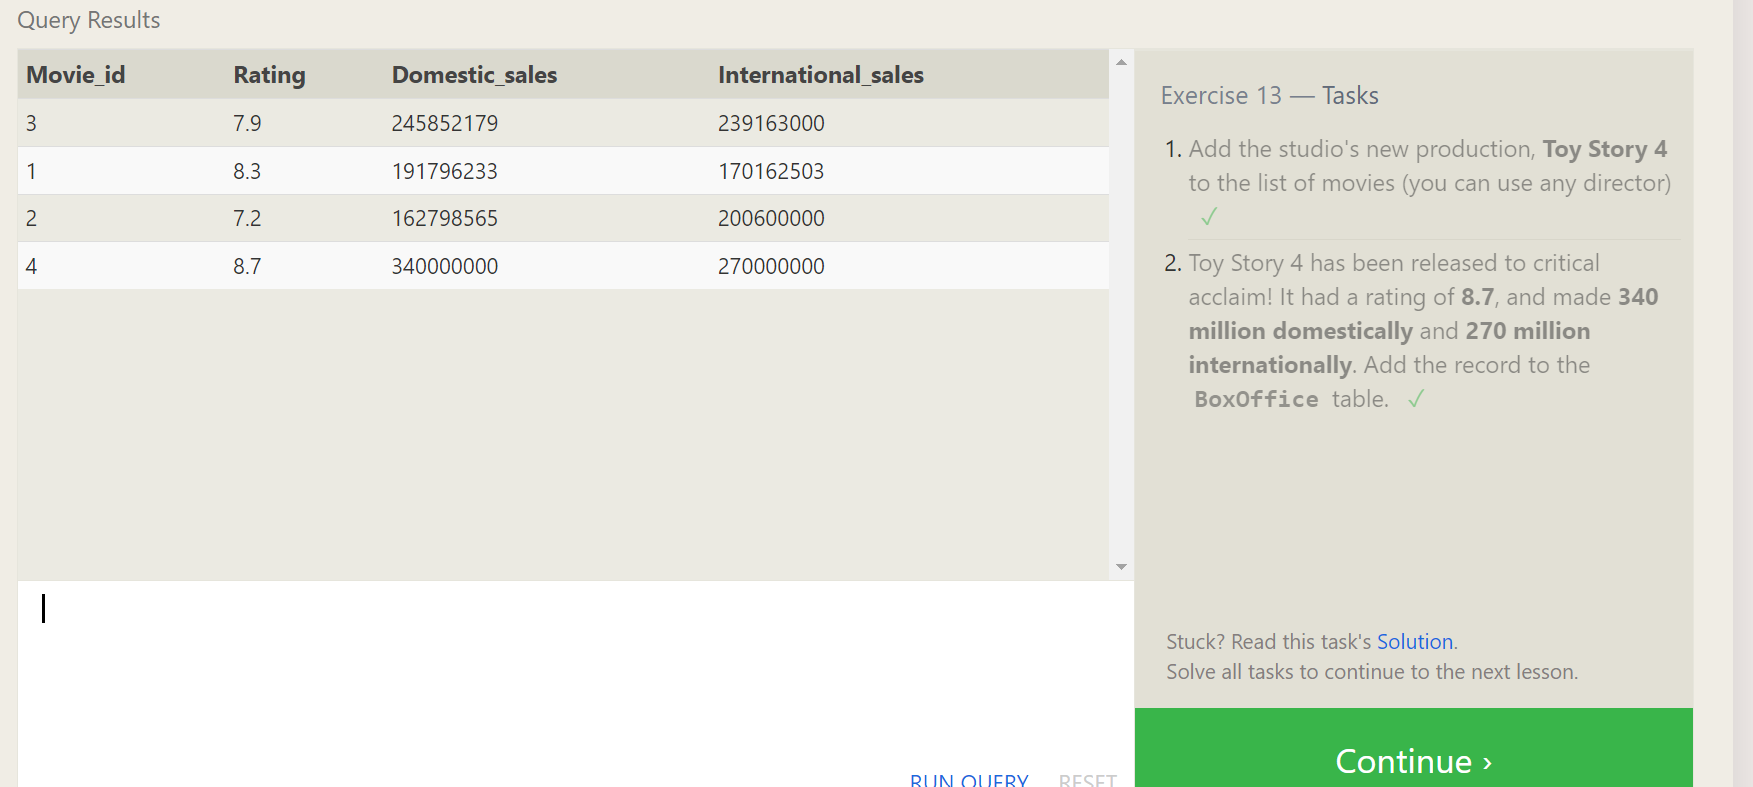 Query Results
Movie_id Rating Domestic_sales International_sales
3 7.9 245852179 239163000
1 8.3 191796233 170162503
2 7.2 162798565 200600000
4 8.7 340000000 270000000
RUN QUERY RESET
Exercise 13 — Tasks
1. Add the studio's new production, Toy Story 4
to the list of movies (you can use any director)
✓
2. Toy Story 4 has been released to critical
acclaim! It had a rating of 8.7, and made 340
million domestically and 270 million
internationally. Add the record to the
BoxOffice table. ✓
Stuck? Read this task's Solution.
Solve all tasks to continue to the next lesson.
Continue ›